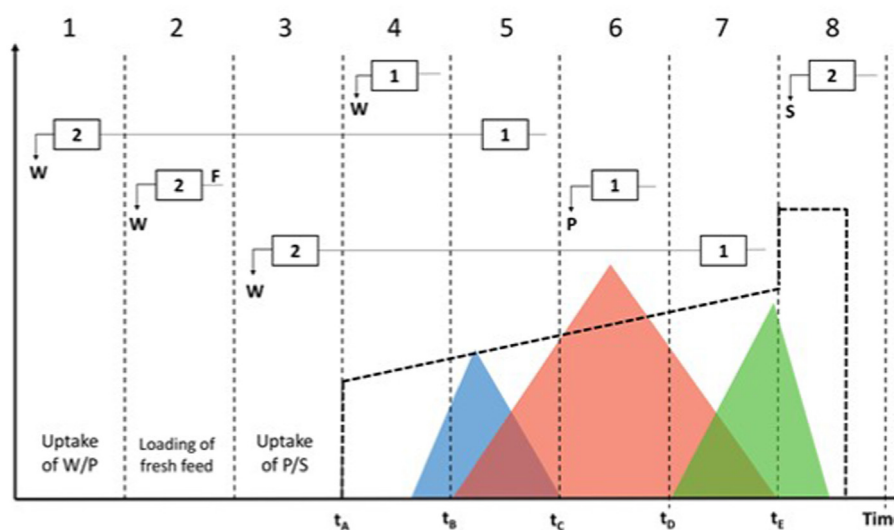 1 2 3 4 5 6 7 8
1
W
2
S
2
1
W
2 F
W
1
P
2
1
W
Uptake
of W/P
Loading of
fresh feed
Uptake
of P/S
tA tB tC tD tE Tim